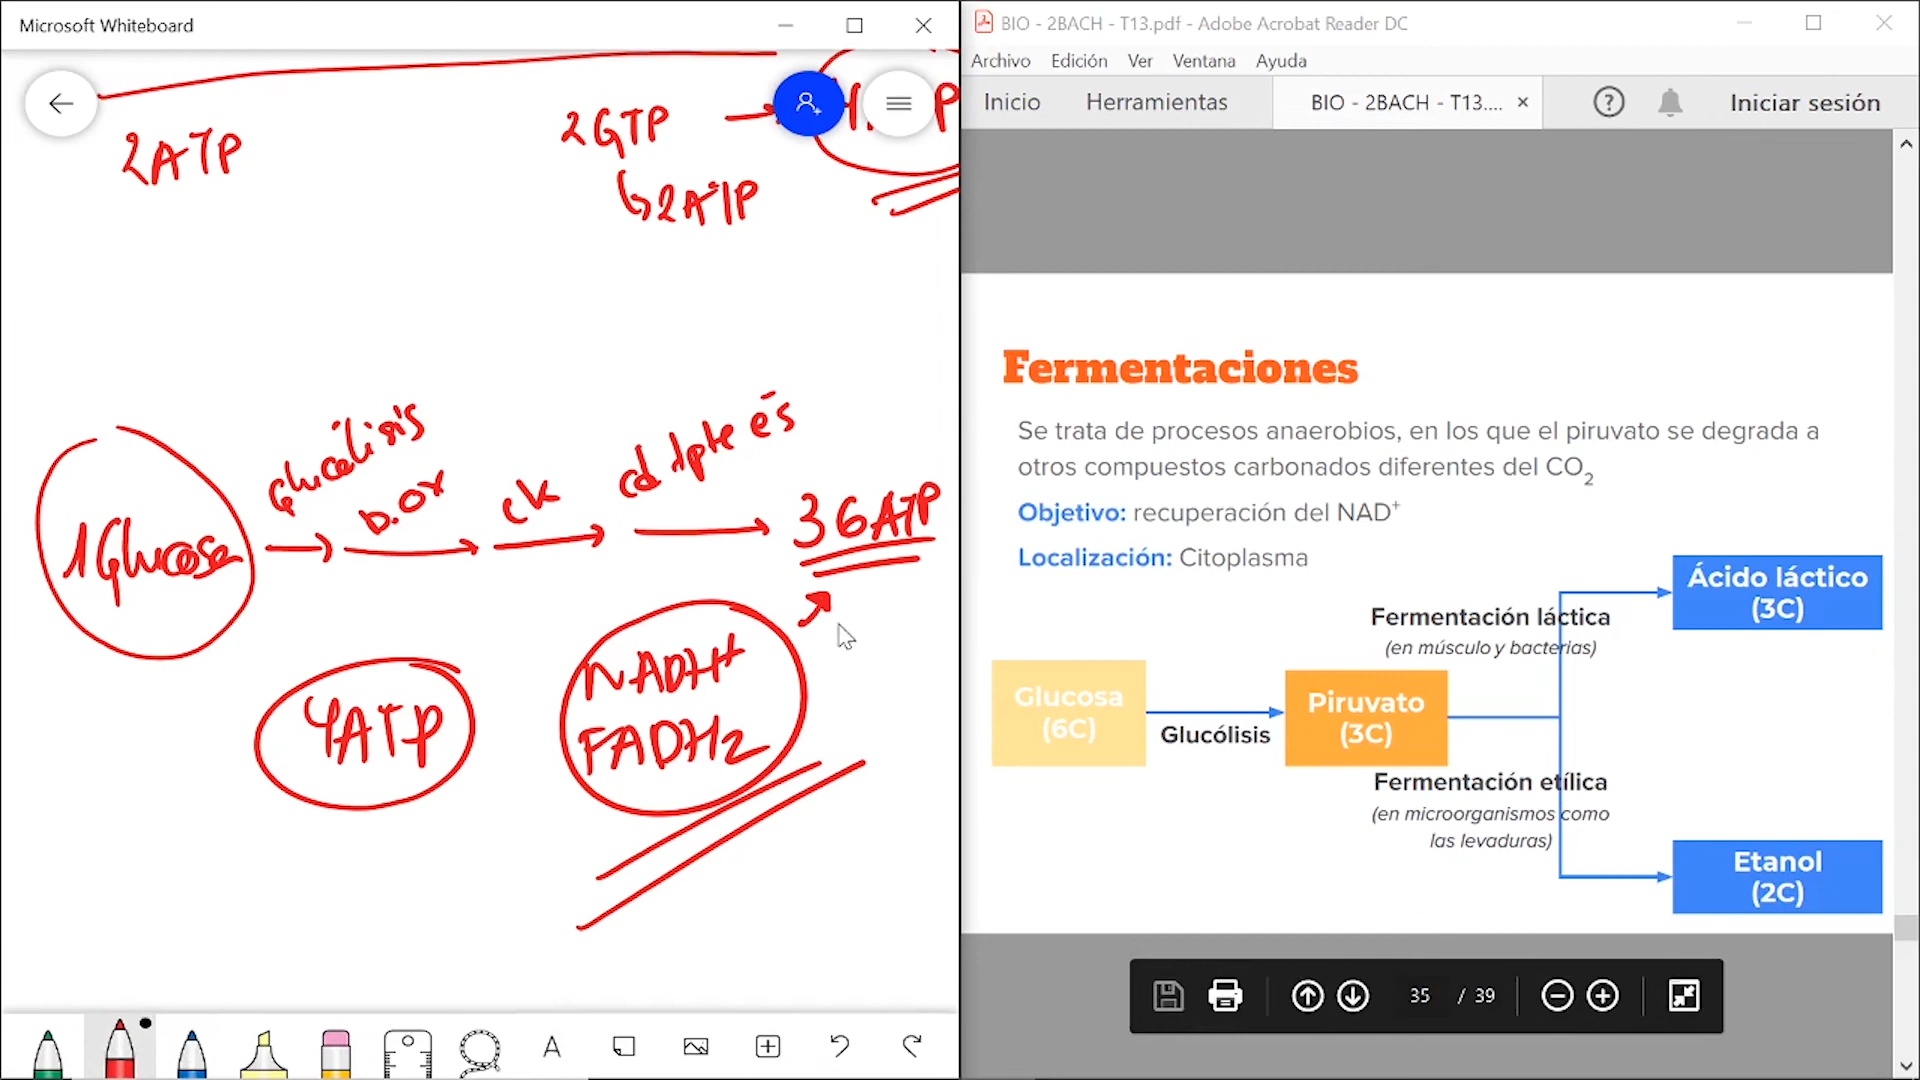 Microsoft Whiteboard
2ATP
2GTP
2ATP
1Glucosa
Glucólisis
b.ox
ck
cd tpte és
36ATP
4ATP
NADH+
FADH2
BIO - 2BACH - T13.pdf - Adobe Acrobat Reader DC
Archivo Edición Ver Ventana Ayuda
Inicio Herramientas BIO - 2BACH - T13.... × Iniciar sesión
Fermentaciones
Se trata de procesos anaerobios, en los que el piruvato se degrada a
otros compuestos carbonados diferentes del CO₂
Objetivo: recuperación del NAD⁺
Localización: Citoplasma
Ácido láctico
(3C)
Fermentación láctica
(en músculo y bacterias)
Glucosa
(6C)
Glucólisis
Piruvato
(3C)
Fermentación etílica
(en microorganismos como
las levaduras)
Etanol
(2C)
35 / 39